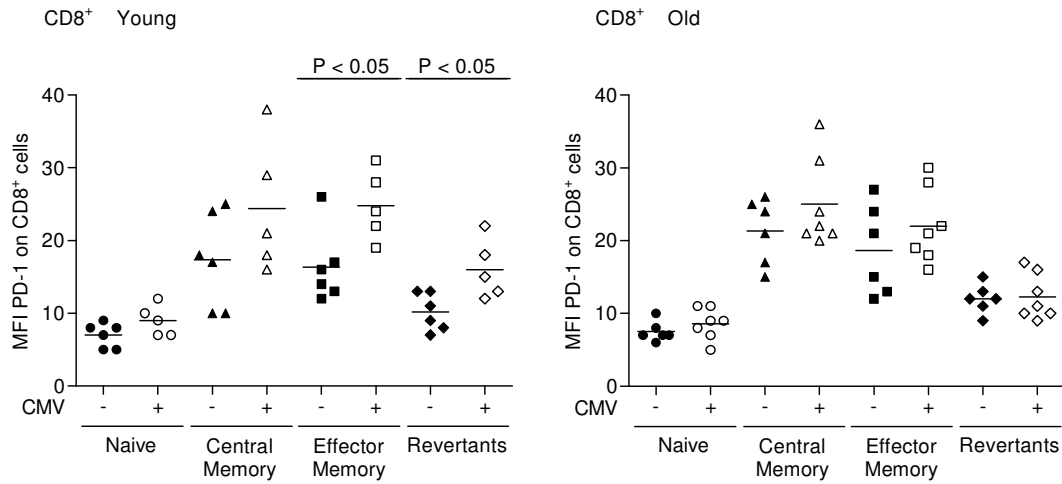 CD8+ Young
P < 0.05 P < 0.05
MFI PD-1 on CD8+ cells
40
30
20
10
0
CMV - + - + - + - +
Naive Central Memory Effector Memory Revertants
CD8+ Old
MFI PD-1 on CD8+ cells
40
30
20
10
0
CMV - + - + - + - +
Naive Central Memory Effector Memory Revertants